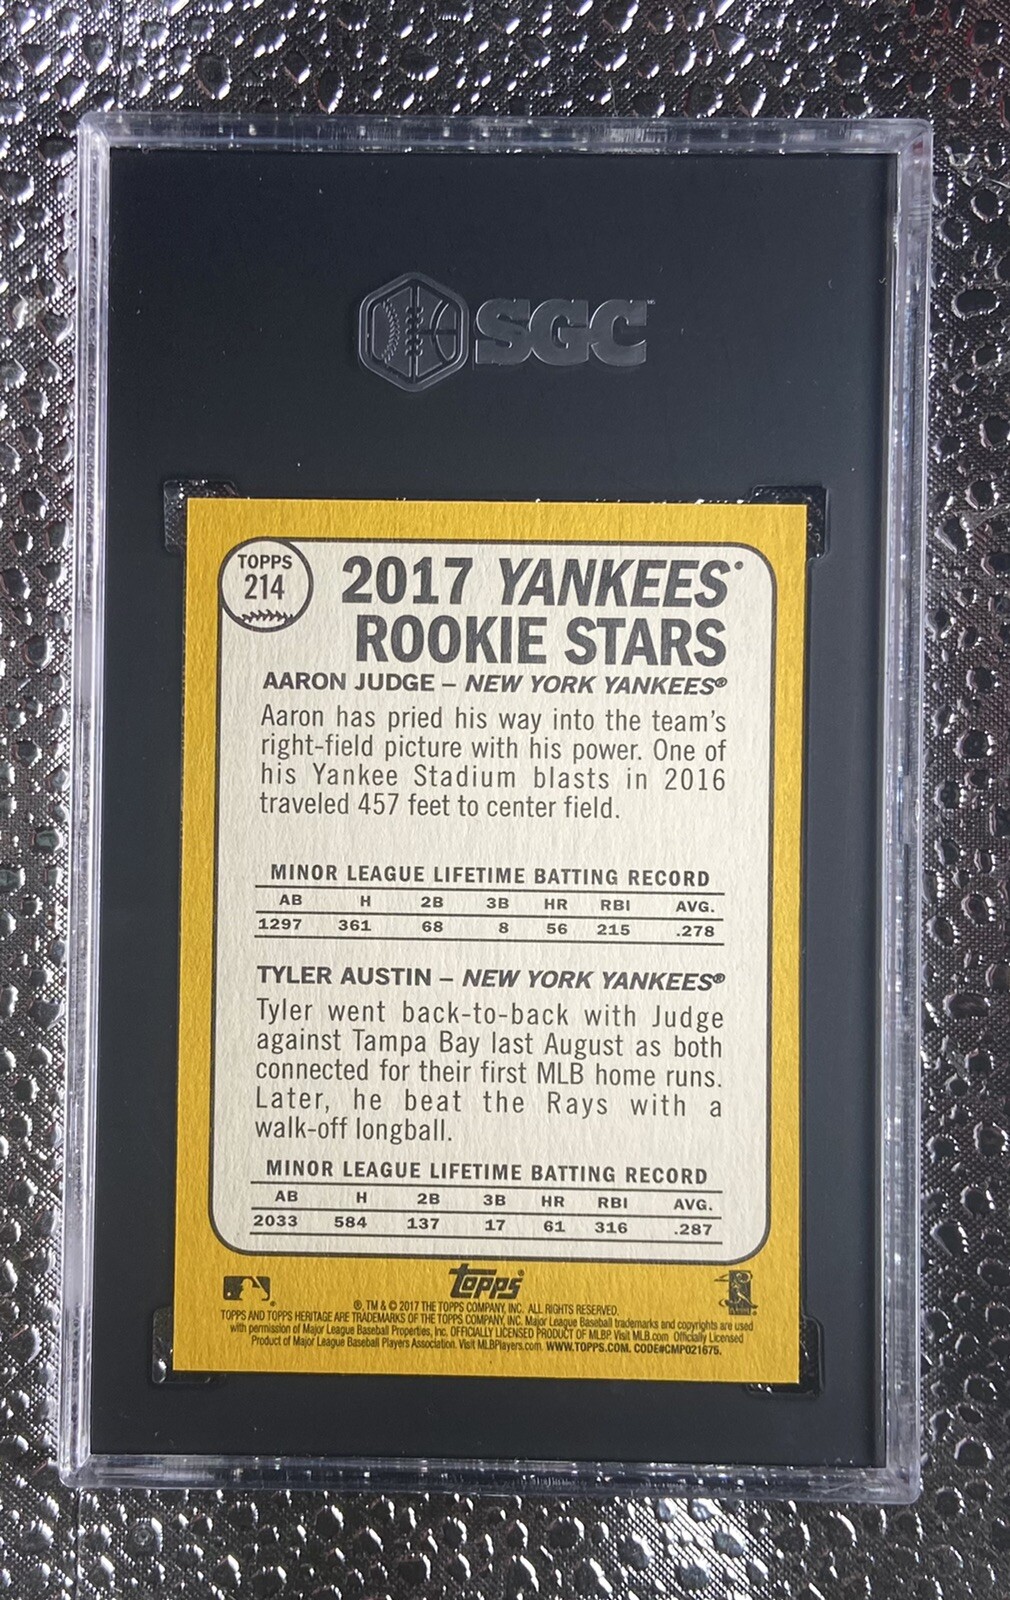 SGC
TOPPS
214
2017 YANKEES®
ROOKIE STARS
AARON JUDGE – NEW YORK YANKEES®
Aaron has pried his way into the team's
right-field picture with his power. One of
his Yankee Stadium blasts in 2016
traveled 457 feet to center field.
MINOR LEAGUE LIFETIME BATTING RECORD
AB H 2B 3B HR RBI AVG.
1297 361 68 8 56 215 .278
TYLER AUSTIN – NEW YORK YANKEES®
Tyler went back-to-back with Judge
against Tampa Bay last August as both
connected for their first MLB home runs.
Later, he beat the Rays with a
walk-off longball.
MINOR LEAGUE LIFETIME BATTING RECORD
AB H 2B 3B HR RBI AVG.
2033 584 137 17 61 316 .287
Topps®
®, TM & © 2017 THE TOPPS COMPANY, INC. ALL RIGHTS RESERVED.
TOPPS AND TOPPS HERITAGE ARE TRADEMARKS OF THE TOPPS COMPANY, INC. Major League Baseball trademarks and copyrights are used
with permission of Major League Baseball Properties, Inc. OFFICIALLY LICENSED PRODUCT OF MLBP. Visit MLB.com Officially Licensed
Product of Major League Baseball Players Association. Visit MLBPlayers.com. WWW.TOPPS.COM. CODE#CMP021675.